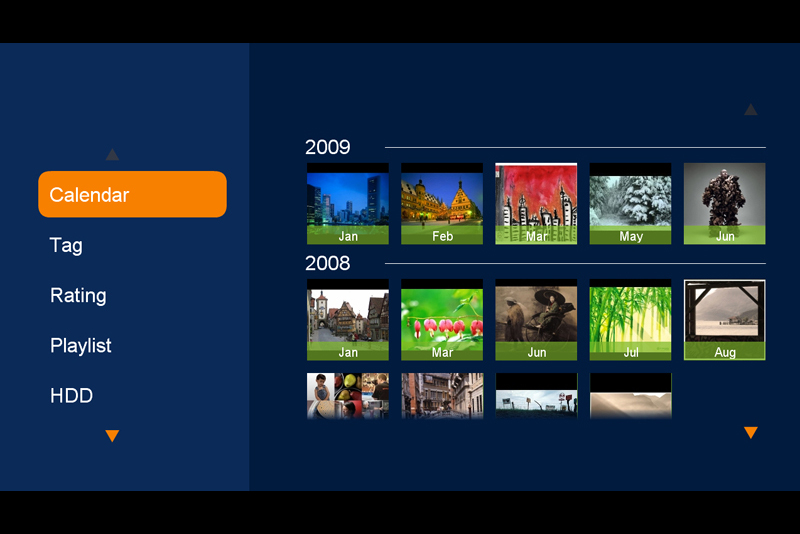 Calendar
Tag
Rating
Playlist
HDD
2009
Jan
Feb
Mar
May
Jun
2008
Jan
Mar
Jun
Jul
Aug